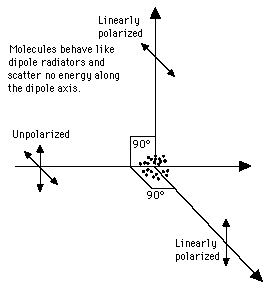 Linearly
polarized
Molecules behave like
dipole radiators and
scatter no energy along
the dipole axis.
Unpolarized
90°
90°
Linearly
polarized